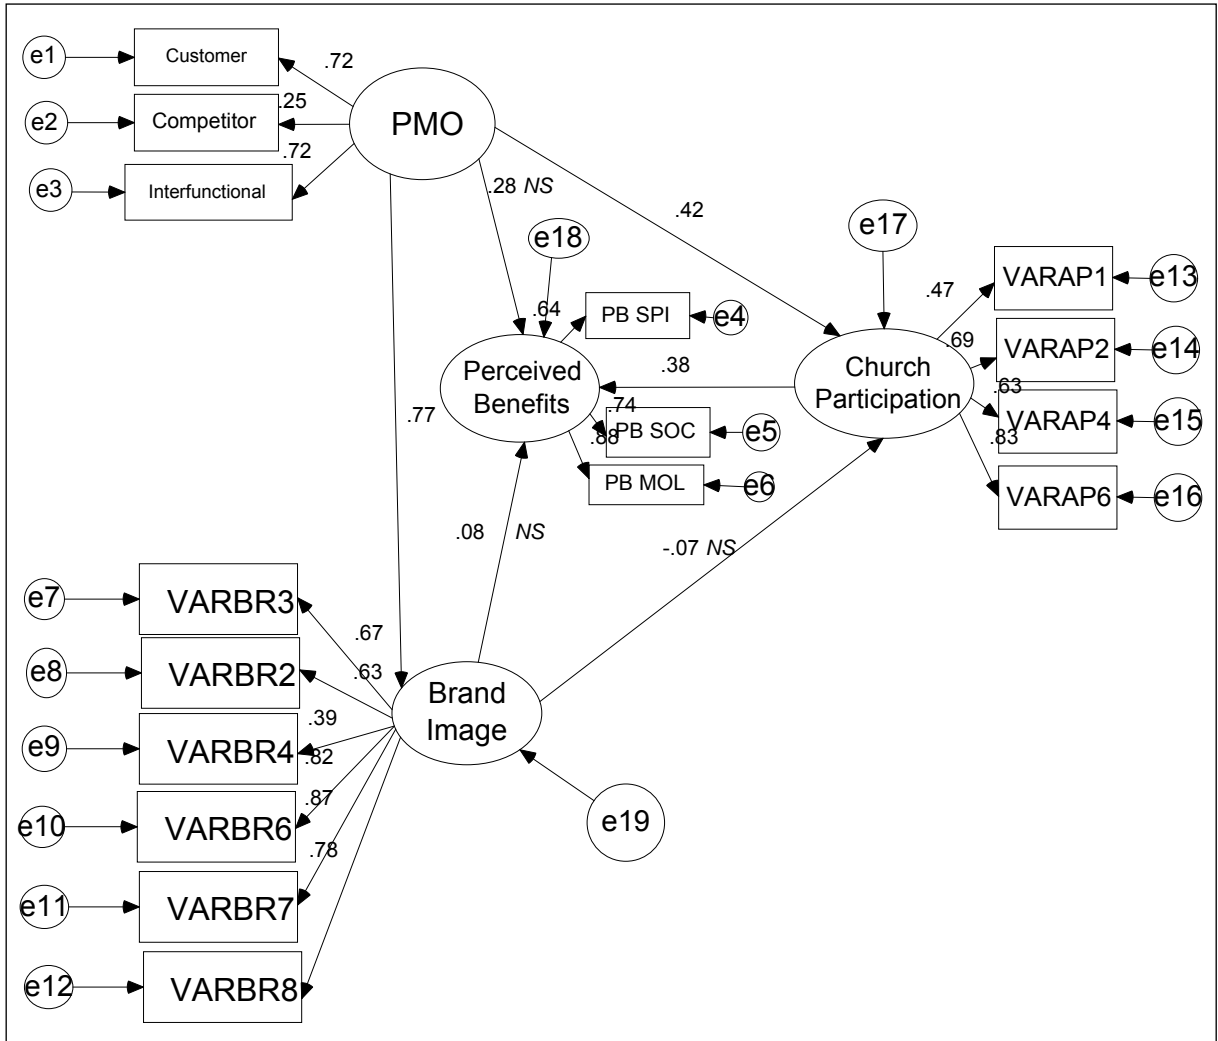 e1
Customer
.72
e2
Competitor
.25
PMO
e3
Interfunctional
.72
.28 NS
.42
e18
e17
.47
VARAP1
e13
.64
PB SPI
e4
.69
VARAP2
e14
Perceived
Benefits
.38
Church
Participation
.63
VARAP4
e15
.77
.74
.88
PB SOC
e5
.83
PB MOL
e6
VARAP6
e16
.08 NS
-.07 NS
e7
VARBR3
.67
e8
VARBR2
.63
Brand
Image
e9
VARBR4
.39
.82
e10
VARBR6
.87
e19
.78
e11
VARBR7
e12
VARBR8